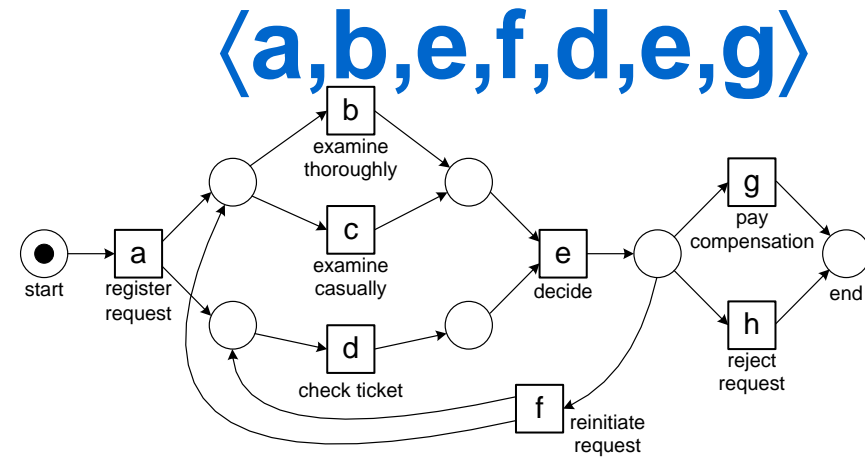 ⟨a,b,e,f,d,e,g⟩
b
examine
thoroughly
g
pay
compensation
c
examine
casually
a
register
request
start
e
decide
end
d
check ticket
h
reject
request
f
reinitiate
request